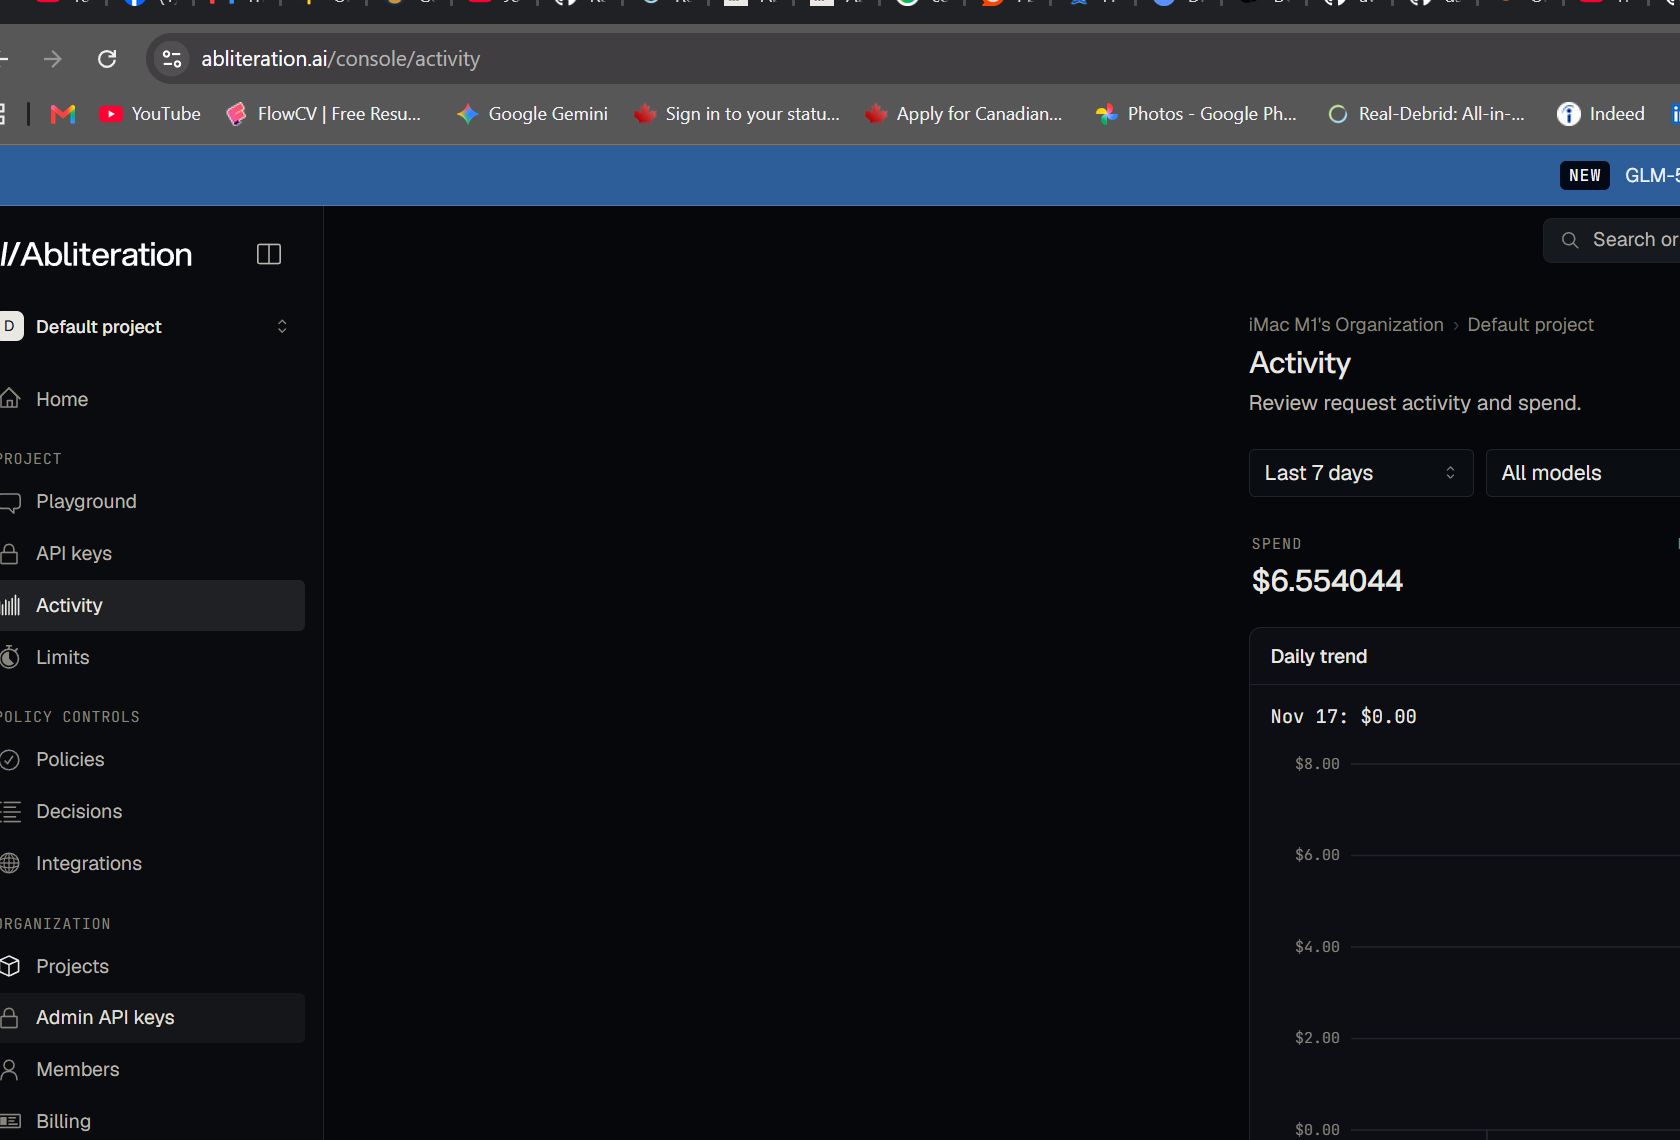 abliteration.ai/console/activity
YouTube FlowCV | Free Resu... Google Gemini Sign in to your statu... Apply for Canadian... Photos - Google Ph... Real-Debrid: All-in-... Indeed
NEW GLM-5
//Abliteration
Search or
D Default project
iMac M1's Organization › Default project
Activity
Review request activity and spend.
Home
PROJECT
Last 7 days All models
Playground
SPEND
API keys
$6.554044
Activity
Limits
Daily trend
POLICY CONTROLS
Nov 17: $0.00
Policies
$8.00
Decisions
Integrations
$6.00
ORGANIZATION
$4.00
Projects
Admin API keys
$2.00
Members
Billing
$0.00